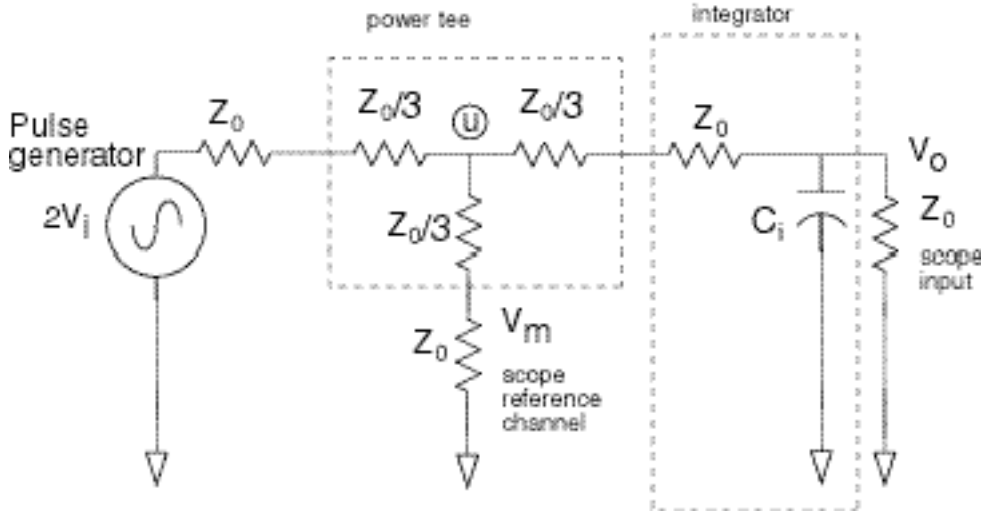 power tee
integrator
Z₀/3
Z₀/3
Z₀
u
Z₀
Pulse
generator
Vₒ
2Vᵢ
Z₀/3
Cᵢ
Z₀
scope
input
Vm
Z₀
scope
reference
channel